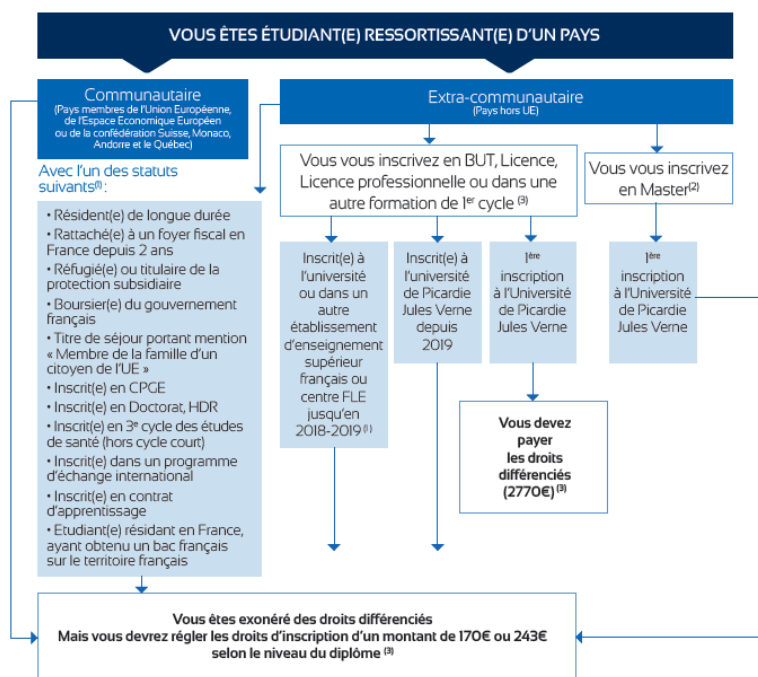 VOUS ÊTES ÉTUDIANT(E) RESSORTISSANT(E) D'UN PAYS
Communautaire
(Pays membres de l'Union Européenne,
de l'Espace Economique Européen
ou de la confédération Suisse, Monaco,
Andorre et le Québec)
Extra-communautaire
(Pays hors UE)
Avec l'un des statuts
suivants(1) :
• Résident(e) de longue durée
• Rattaché(e) à un foyer fiscal en
France depuis 2 ans
• Réfugié(e) ou titulaire de la
protection subsidiaire
• Boursier(e) du gouvernement
français
• Titre de séjour portant mention
« Membre de la famille d'un
citoyen de l'UE »
• Inscrit(e) en CPGE
• Inscrit(e) en Doctorat, HDR
• Inscrit(e) en 3e cycle des études
de santé (hors cycle court)
• Inscrit(e) dans un programme
d'échange international
• Inscrit(e) en contrat
d'apprentissage
• Etudiant(e) résidant en France,
ayant obtenu un bac français
sur le territoire français
Vous vous inscrivez en BUT, Licence,
Licence professionnelle ou dans une
autre formation de 1er cycle (3)
Vous vous inscrivez
en Master(2)
Inscrit(e) à
l'université
ou dans un
autre
établissement
d'enseignement
supérieur
français ou
centre FLE
jusqu'en
2018-2019 (1)
Inscrit(e) à
l'université
de Picardie
Jules Verne
depuis
2019
1ère
inscription
à l'Université
de Picardie
Jules Verne
1ère
inscription
à l'Université
de Picardie
Jules Verne
Vous devez
payer
les droits
différenciés
(2770€) (3)
Vous êtes exonéré des droits différenciés
Mais vous devrez régler les droits d'inscription d'un montant de 170€ ou 243€
selon le niveau du diplôme (3)